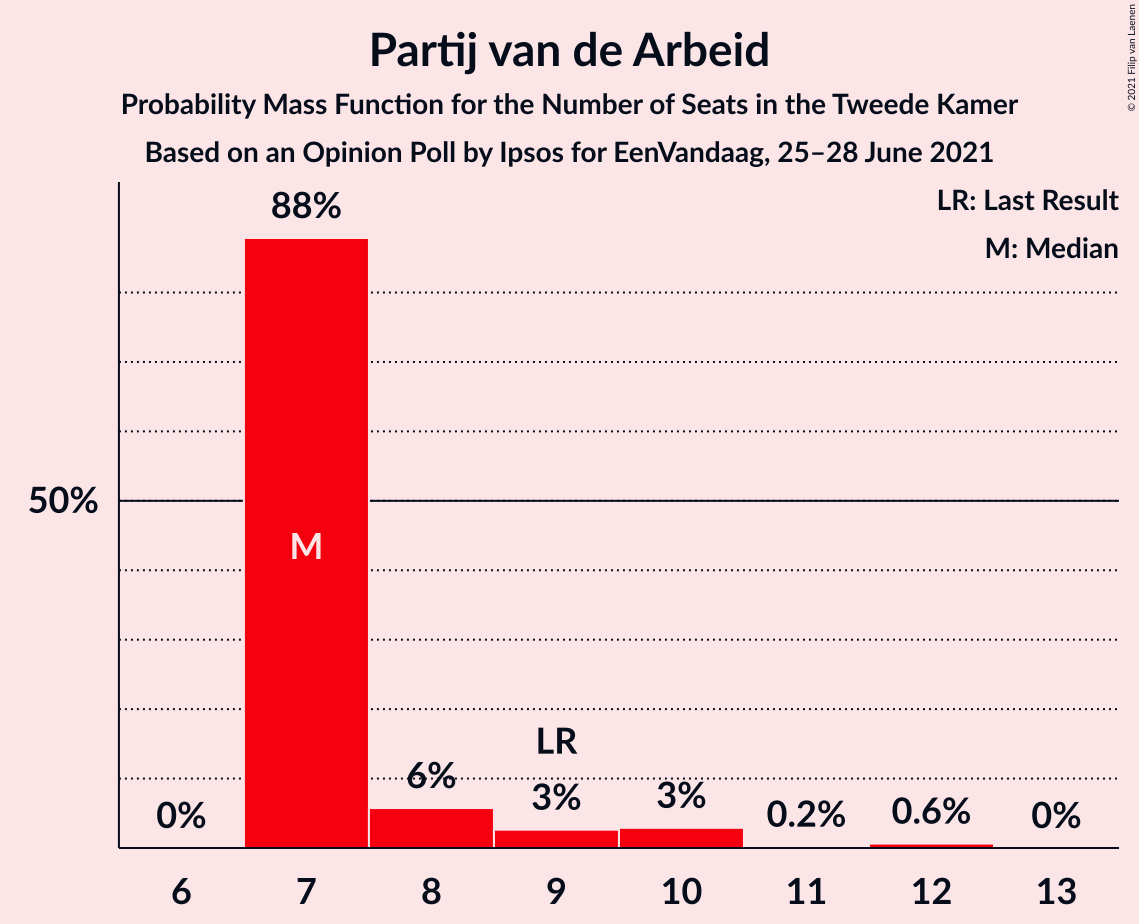 Partij van de Arbeid
Probability Mass Function for the Number of Seats in the Tweede Kamer
Based on an Opinion Poll by Ipsos for EenVandaag, 25–28 June 2021
© 2021 Filip van Laenen
LR: Last Result
M: Median
88%
50%
M
LR
0%
6%
3%
3%
0.2%
0.6%
0%
6 7 8 9 10 11 12 13